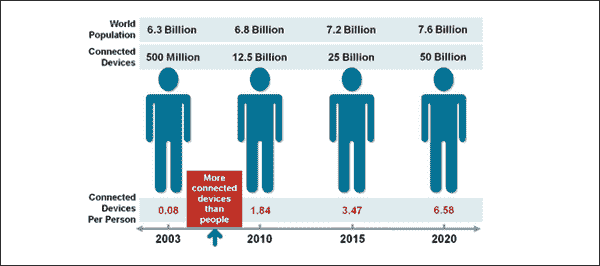 World
Population
6.3 Billion 6.8 Billion 7.2 Billion 7.6 Billion
Connected
Devices
500 Million 12.5 Billion 25 Billion 50 Billion
More
connected
devices
than
people
Connected
Devices
Per Person
0.08 1.84 3.47 6.58
2003 2010 2015 2020